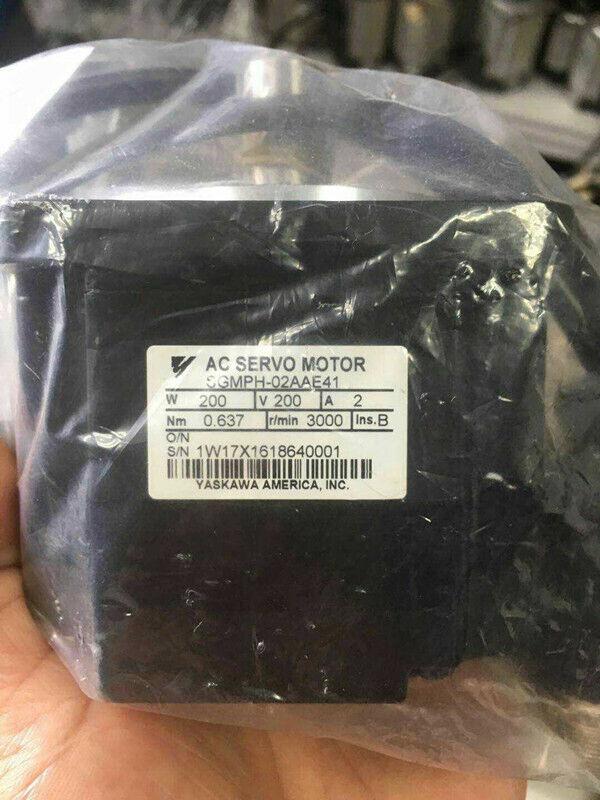 AC SERVO MOTOR
SGMPH-02AAE41
W 200 V 200 A 2
Nm 0.637 r/min 3000 Ins.B
O/N
S/N 1W17X1618640001
YASKAWA AMERICA, INC.